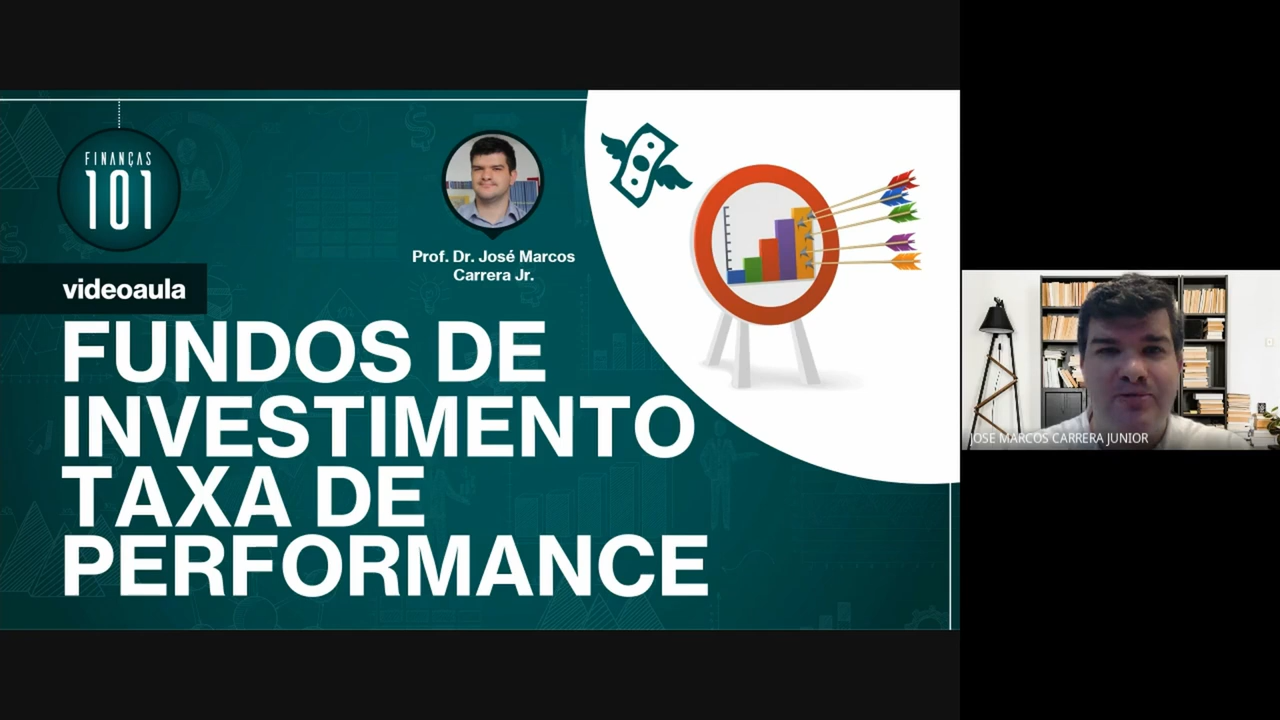 FINANÇAS
101
Prof. Dr. José Marcos
Carrera Jr.
videoaula
FUNDOS DE
INVESTIMENTO
TAXA DE
PERFORMANCE
JOSE MARCOS CARRERA JUNIOR